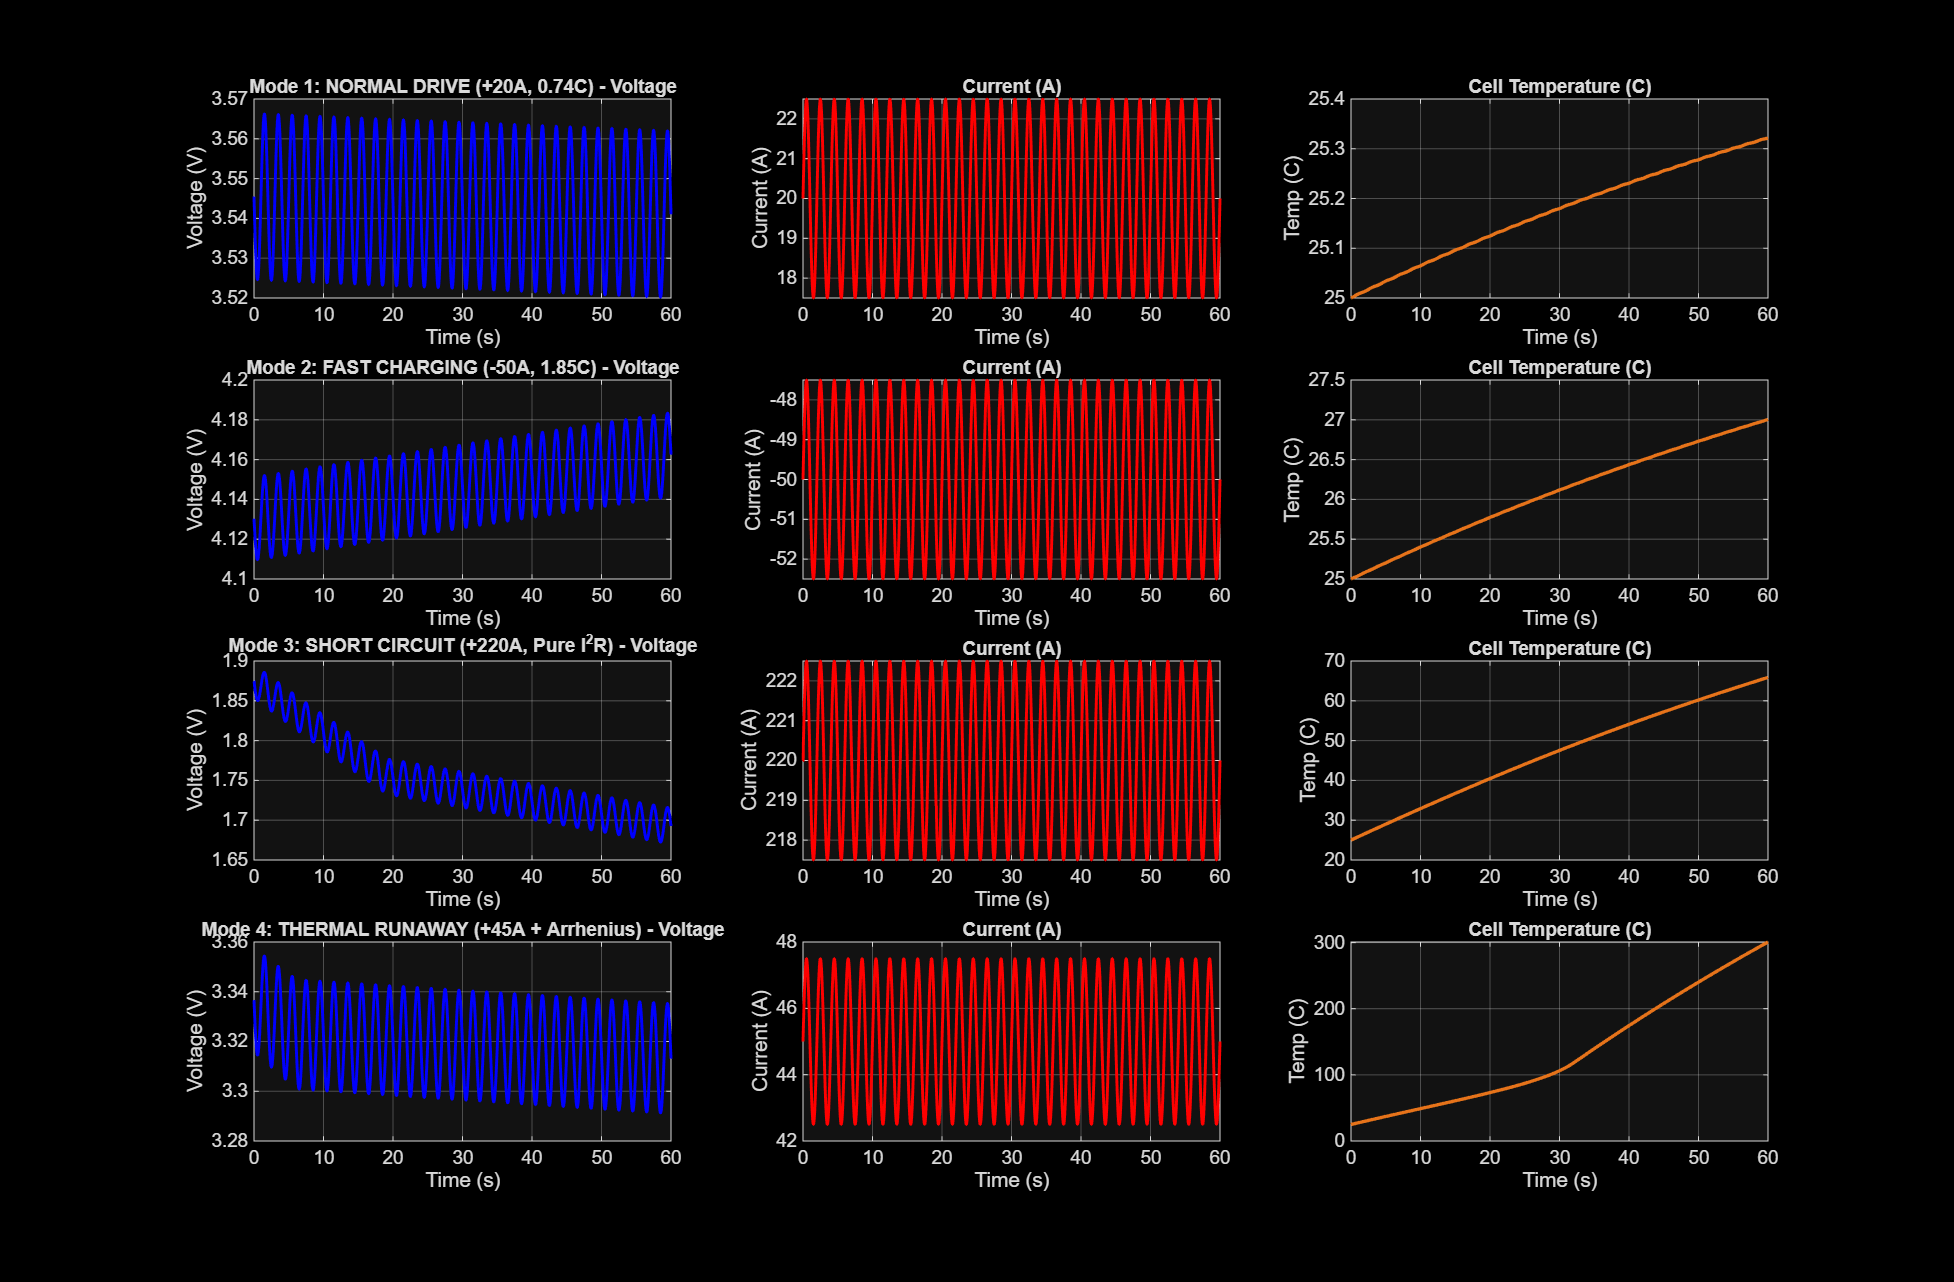 Mode 1: NORMAL DRIVE (+20A, 0.74C) - Voltage
3.57
3.56
3.55
3.54
3.53
3.52
Voltage (V)
0 10 20 30 40 50 60
Time (s)
Current (A)
22
21
20
19
18
Current (A)
0 10 20 30 40 50 60
Time (s)
Cell Temperature (C)
25.4
25.3
25.2
25.1
25
Temp (C)
0 10 20 30 40 50 60
Time (s)
Mode 2: FAST CHARGING (-50A, 1.85C) - Voltage
4.2
4.18
4.16
4.14
4.12
4.1
Voltage (V)
0 10 20 30 40 50 60
Time (s)
Current (A)
-48
-49
-50
-51
-52
Current (A)
0 10 20 30 40 50 60
Time (s)
Cell Temperature (C)
27.5
27
26.5
26
25.5
25
Temp (C)
0 10 20 30 40 50 60
Time (s)
Mode 3: SHORT CIRCUIT (+220A, Pure I²R) - Voltage
1.9
1.85
1.8
1.75
1.7
1.65
Voltage (V)
0 10 20 30 40 50 60
Time (s)
Current (A)
222
221
220
219
218
Current (A)
0 10 20 30 40 50 60
Time (s)
Cell Temperature (C)
70
60
50
40
30
20
Temp (C)
0 10 20 30 40 50 60
Time (s)
Mode 4: THERMAL RUNAWAY (+45A + Arrhenius) - Voltage
3.36
3.34
3.32
3.3
3.28
Voltage (V)
0 10 20 30 40 50 60
Time (s)
Current (A)
48
46
44
42
Current (A)
0 10 20 30 40 50 60
Time (s)
Cell Temperature (C)
300
200
100
0
Temp (C)
0 10 20 30 40 50 60
Time (s)